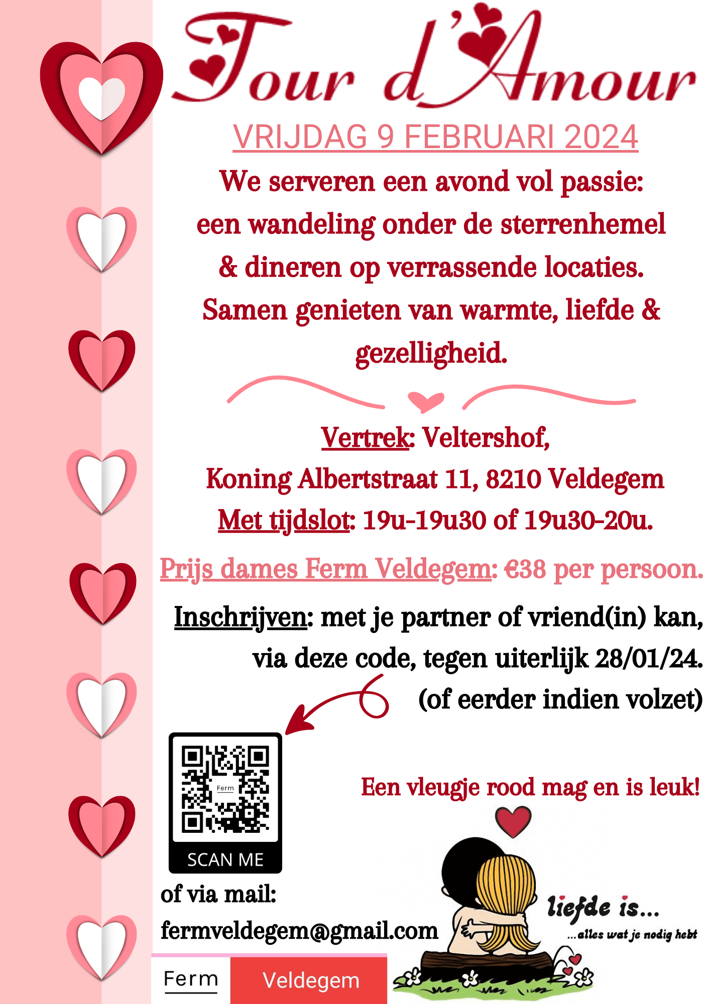 Tour d'Amour
VRIJDAG 9 FEBRUARI 2024
We serveren een avond vol passie:
een wandeling onder de sterrenhemel
& dineren op verrassende locaties.
Samen genieten van warmte, liefde &
gezelligheid.
Vertrek: Veltershof,
Koning Albertstraat 11, 8210 Veldegem
Met tijdslot: 19u-19u30 of 19u30-20u.
Prijs dames Ferm Veldegem: €38 per persoon.
Inschrijven: met je partner of vriend(in) kan,
via deze code, tegen uiterlijk 28/01/24.
(of eerder indien volzet)
Ferm
SCAN ME
Een vleugje rood mag en is leuk!
liefde is...
...alles wat je nodig hebt
of via mail:
fermveldegem@gmail.com
Ferm Veldegem